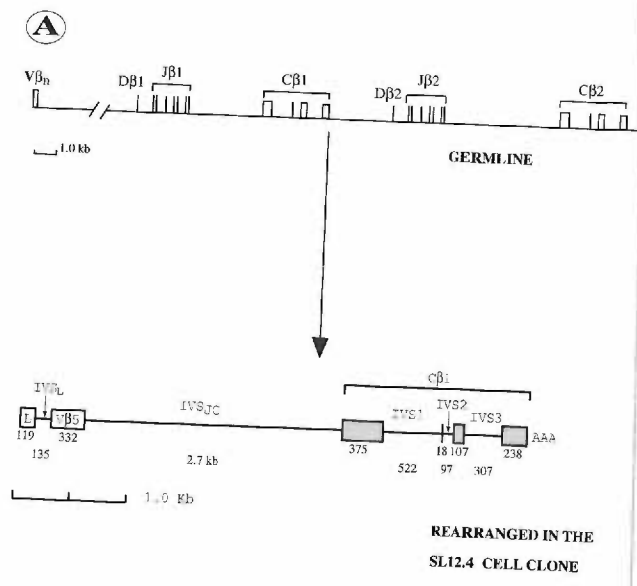 A
Vβn
Dβ1
Jβ1
Cβ1
Dβ2
Jβ2
Cβ2
1.0 kb
GERMLINE
Cβ1
IVSL
IVSJC
IVS1
IVS2
IVS3
L
Vβ5
AAA
119
332
375
18
107
238
135
2.7 kb
522
97
307
1.0 Kb
REARRANGED IN THE
SL12.4 CELL CLONE